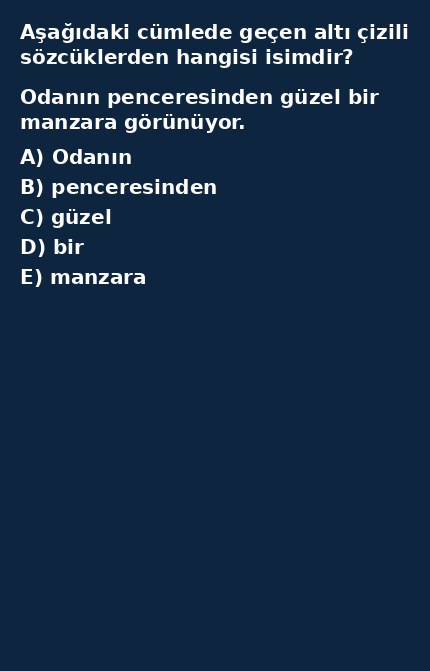 Aşağıdaki cümlede geçen altı çizili
sözcüklerden hangisi isimdir?
Odanın penceresinden güzel bir
manzara görünüyor.
A) Odanın
B) penceresinden
C) güzel
D) bir
E) manzara